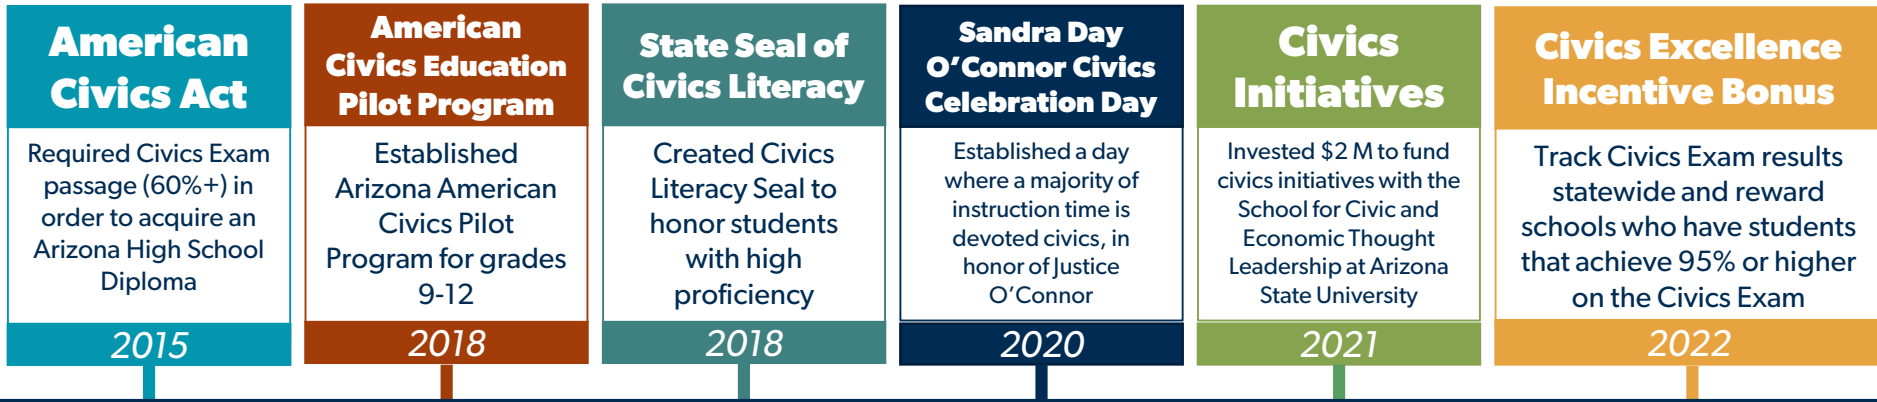 American
Civics Act
Required Civics Exam
passage (60%+) in
order to acquire an
Arizona High School
Diploma
2015
American
Civics Education
Pilot Program
Established
Arizona American
Civics Pilot
Program for grades
9-12
2018
State Seal of
Civics Literacy
Created Civics
Literacy Seal to
honor students
with high
proficiency
2018
Sandra Day
O’Connor Civics
Celebration Day
Established a day
where a majority of
instruction time is
devoted civics, in
honor of Justice
O’Connor
2020
Civics
Initiatives
Invested $2 M to fund
civics initiatives with the
School for Civic and
Economic Thought
Leadership at Arizona
State University
2021
Civics Excellence
Incentive Bonus
Track Civics Exam results
statewide and reward
schools who have students
that achieve 95% or higher
on the Civics Exam
2022